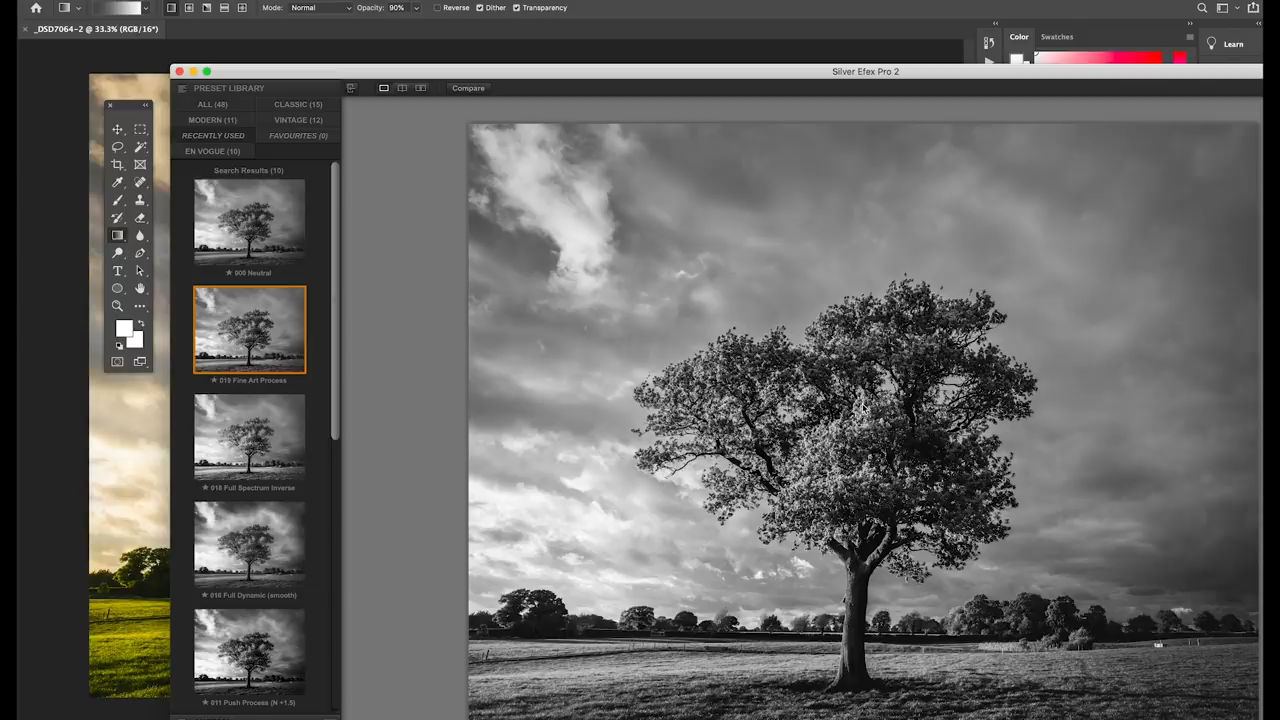 Mode: Normal Opacity: 90% Reverse Dither Transparency
_DSD7064-2 @ 33.3% (RGB/16*)
Color Swatches
Learn
Silver Efex Pro 2
PRESET LIBRARY
Compare
ALL (48) CLASSIC (15)
MODERN (11) VINTAGE (12)
RECENTLY USED FAVOURITES (0)
EN VOGUE (10)
Search Results (10)
000 Neutral
019 Fine Art Process
018 Full Spectrum Inverse
016 Full Dynamic (smooth)
011 Push Process (N +1.5)